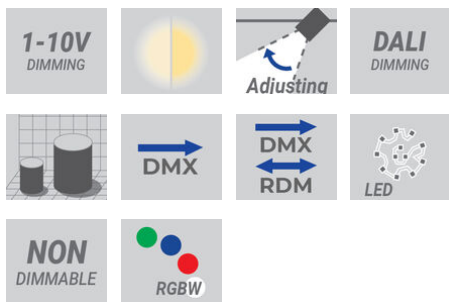 1-10V
DIMMING
Adjusting
DALI
DIMMING
DMX
DMX
RDM
LED
NON
DIMMABLE
RGBW